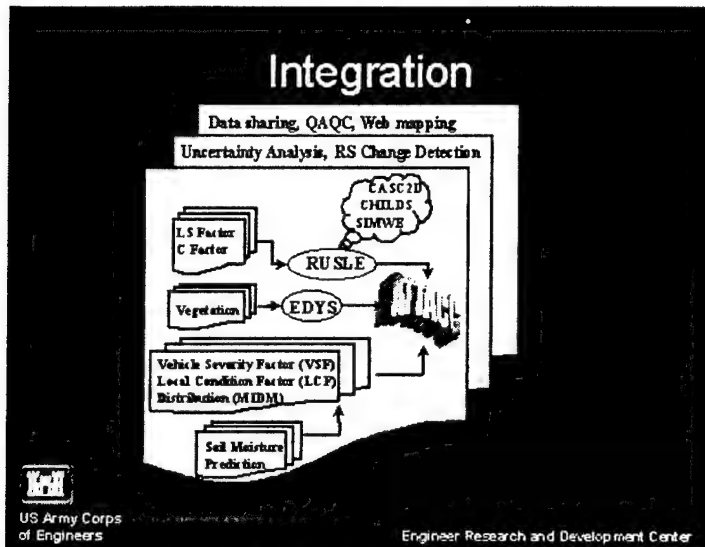 Integration
Data sharing, QAQC, Web mapping
Uncertainty Analysis, RS Change Detection
CASC2D
CHILDS
SIMWE
LS Factor
C Factor
RUSLE
Vegetation
EDYS
Vehicle Severity Factor (VSF)
Local Condition Factor (LCF)
Distribution (MIDM)
Soil Moisture
Prediction
US Army Corps
of Engineers
Engineer Research and Development Center